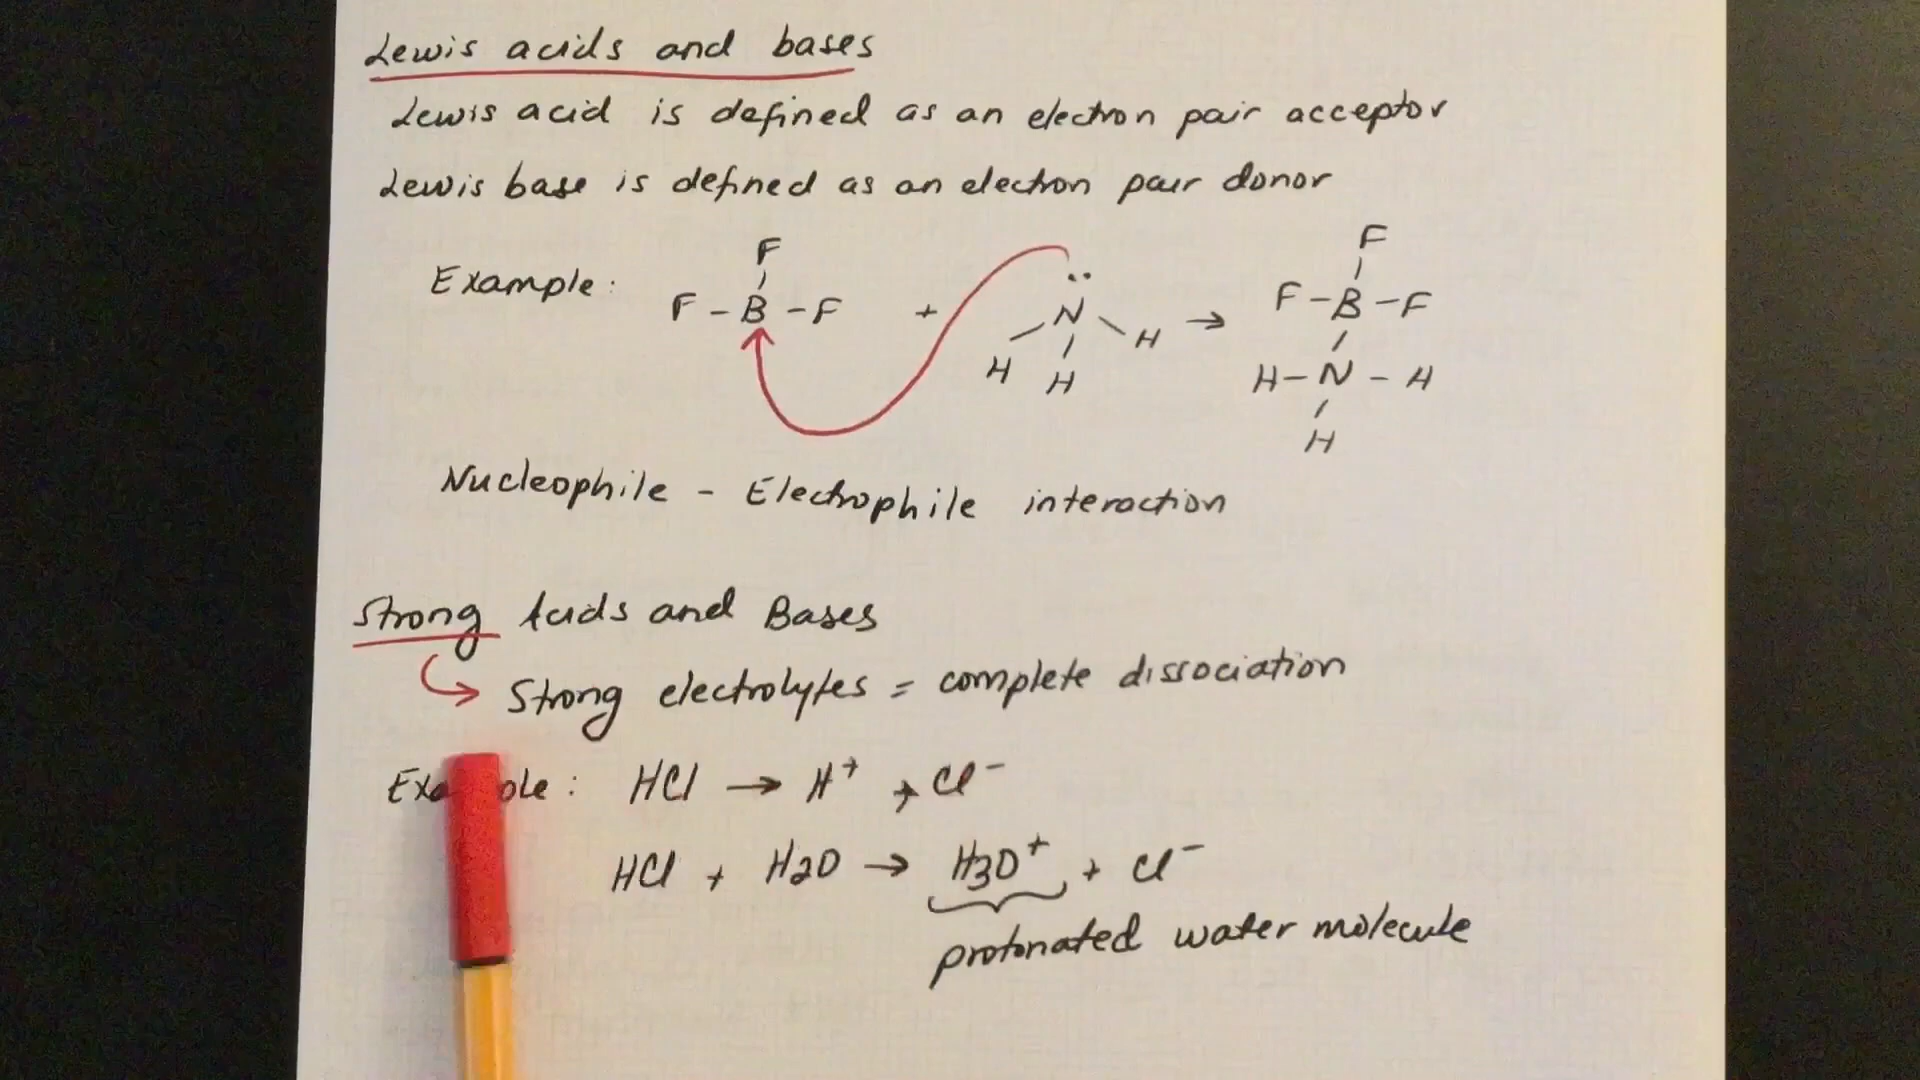 Lewis acids and bases
Lewis acid is defined as an electron pair acceptor
Lewis base is defined as an electron pair donor
Example:
F
F - B - F + N̈ → F - B - F
H H H
F
H - N - H
H
Nucleophile - Electrophile interaction
Strong Acids and Bases
Strong electrolytes = complete dissociation
Example: HCl → H⁺ + Cl⁻
HCl + H2O → H3O⁺ + Cl⁻
protonated water molecule